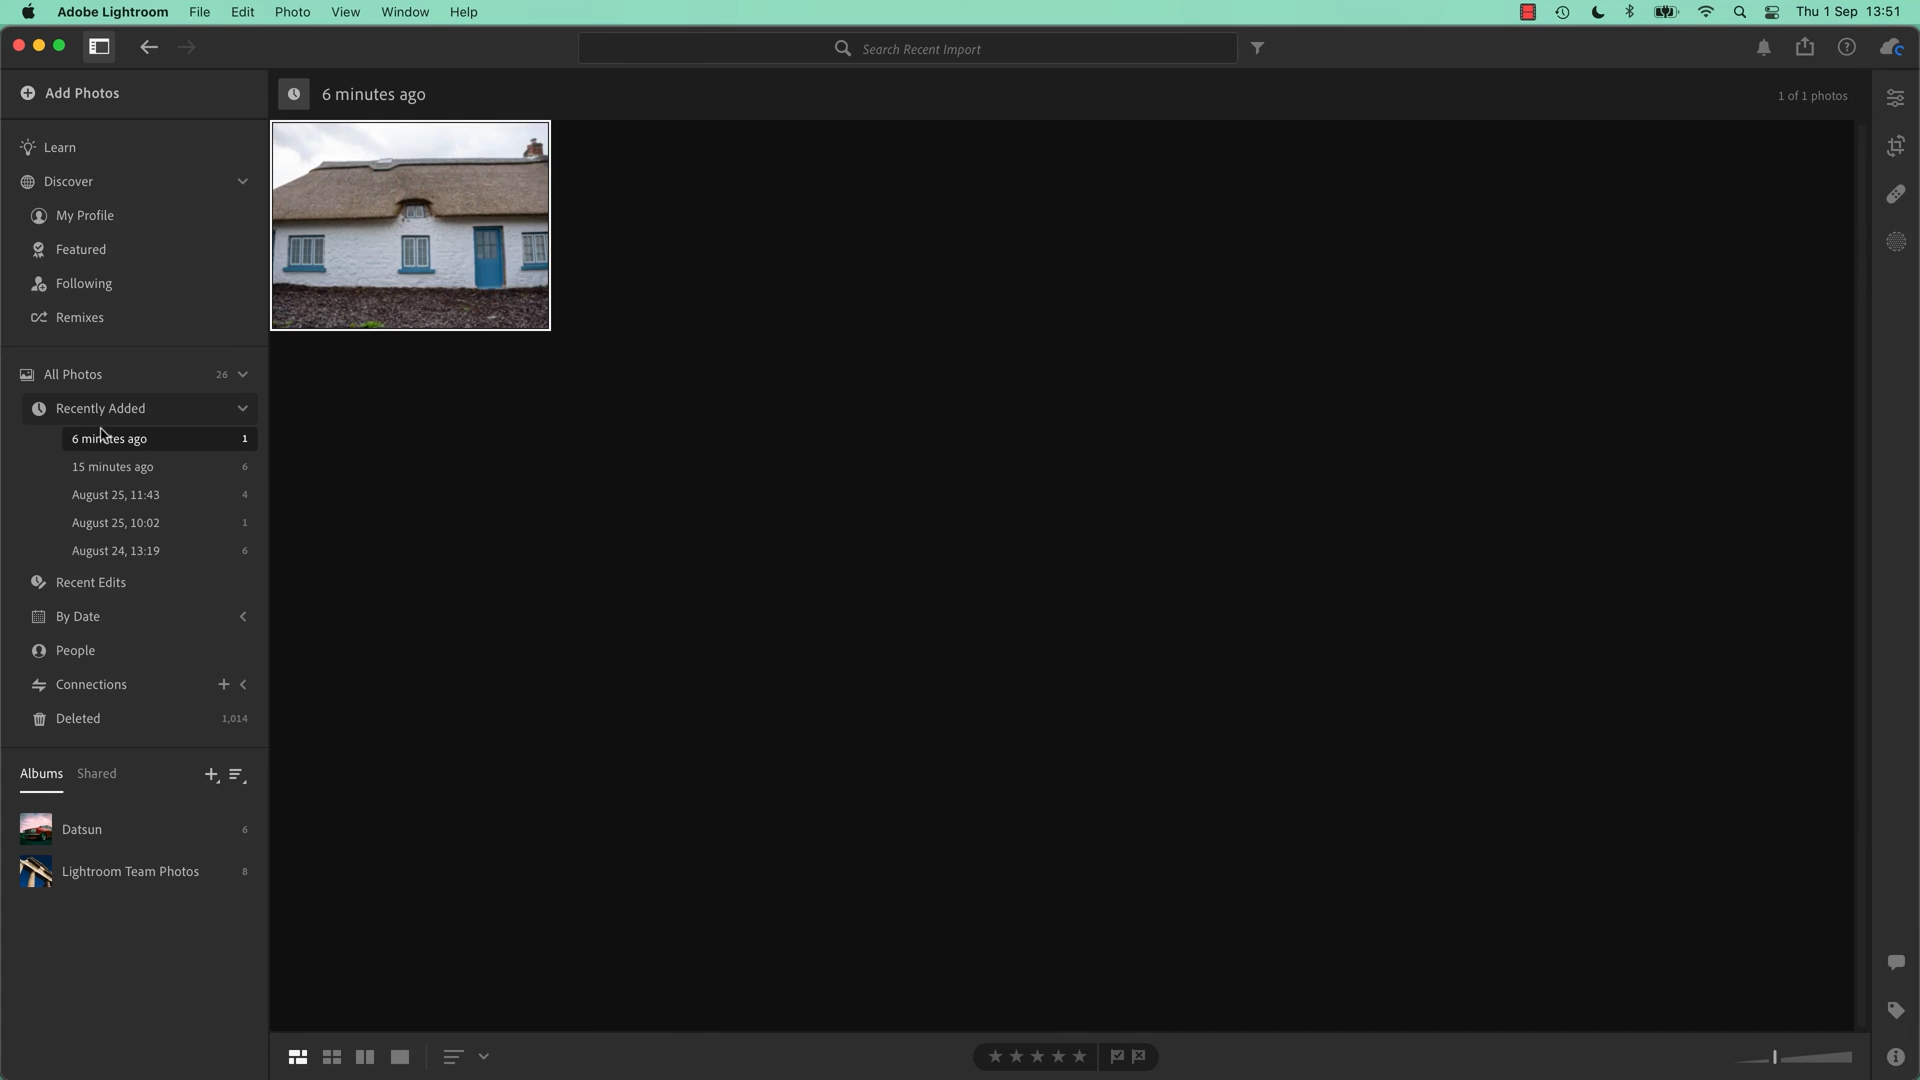 Adobe Lightroom File Edit Photo View Window Help Thu 1 Sep 13:51
Search Recent Import
Add Photos
6 minutes ago
1 of 1 photos
Learn
Discover
My Profile
Featured
Following
Remixes
All Photos 26
Recently Added
6 minutes ago 1
15 minutes ago 6
August 25, 11:43 4
August 25, 10:02 1
August 24, 13:19 6
Recent Edits
By Date
People
Connections
Deleted 1,014
Albums Shared
Datsun 6
Lightroom Team Photos 8